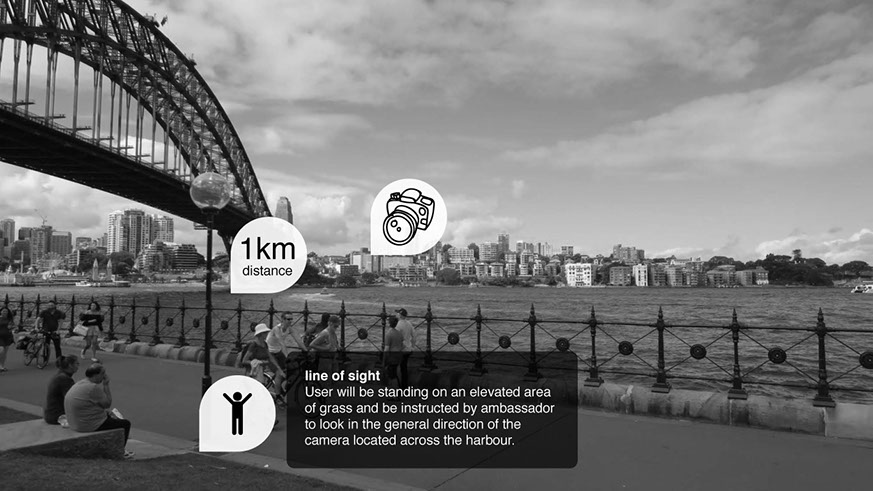 1km
distance
line of sight
User will be standing on an elevated area
of grass and be instructed by ambassador
to look in the general direction of the
camera located across the harbour.